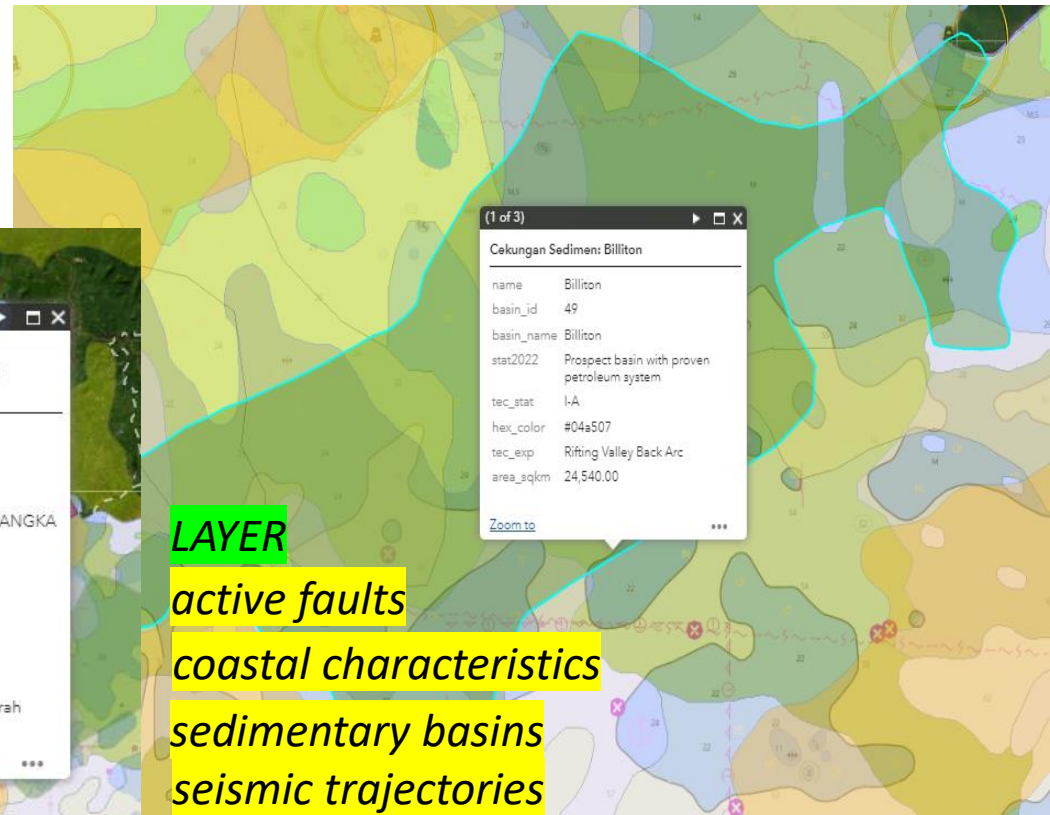 (1 of 3)
Cekungan Sedimen: Billiton
name Billiton
basin_id 49
basin_name Billiton
stat2022 Prospect basin with proven
petroleum system
tec_stat I-A
hex_color #04a507
tec_exp Rifting Valley Back Arc
area_sqkm 24,540.00
Zoom to
ANGKA
rah
LAYER
active faults
coastal characteristics
sedimentary basins
seismic trajectories